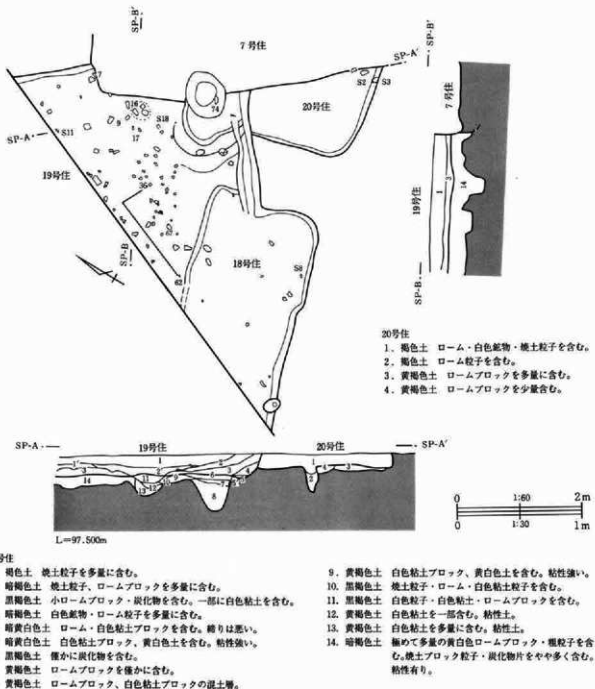 SP-B'
SP-B'
7号住
SP-A'
S2
S3
7
16
74
20号住
7号住
9
S18
S11
17
SP-A
19号住
36
1
3
14
19号住
SP-B
18号住
S8
62
SP-B
20号住
1．褐色土 ローム・白色鉱物・焼土粒子を含む。
2．褐色土 ローム粒子を含む。
3．黄褐色土 ロームブロックを多量に含む。
4．黄褐色土 ロームブロックを少量含む。
SP-A
19号住
20号住
SP-A'
L=97.500m
0 1:60 2m
0 1:30 1m
号住
褐色土 焼土粒子を多量に含む。
暗褐色土 焼土粒子、ロームブロックを多量に含む。
黒褐色土 小ロームブロック・炭化物を含む。一部に白色粘土を含む。
暗褐色土 白色鉱物・ローム粒子を多量に含む。
暗黄白色土 ローム・白色粘土ブロックを含む。締りは悪い。
暗黄白色土 白色粘土ブロック、黄白色土を含む。粘性強い。
黒褐色土 僅かに炭化物を含む。
黄褐色土 ロームブロックを僅かに含む。
黄褐色土 ロームブロック、白色粘土ブロックの混土層。
9．黄褐色土 白色粘土ブロック、黄白色土を含む。粘性強い。
10．黒褐色土 焼土粒子・ローム・白色粘土粒子を含む。
11．黒褐色土 白色粒子・白色粘土・ロームブロックを含む。
12．黄褐色土 白色粘土を一部含む。粘性土。
13．黄褐色土 白色粘土を多量に含む。粘性土。
14．暗褐色土 極めて多量の黄白色ロームブロック・粗粒子を含
む。焼土ブロック粒子・炭化物片をやや多く含む。
粘性有り。